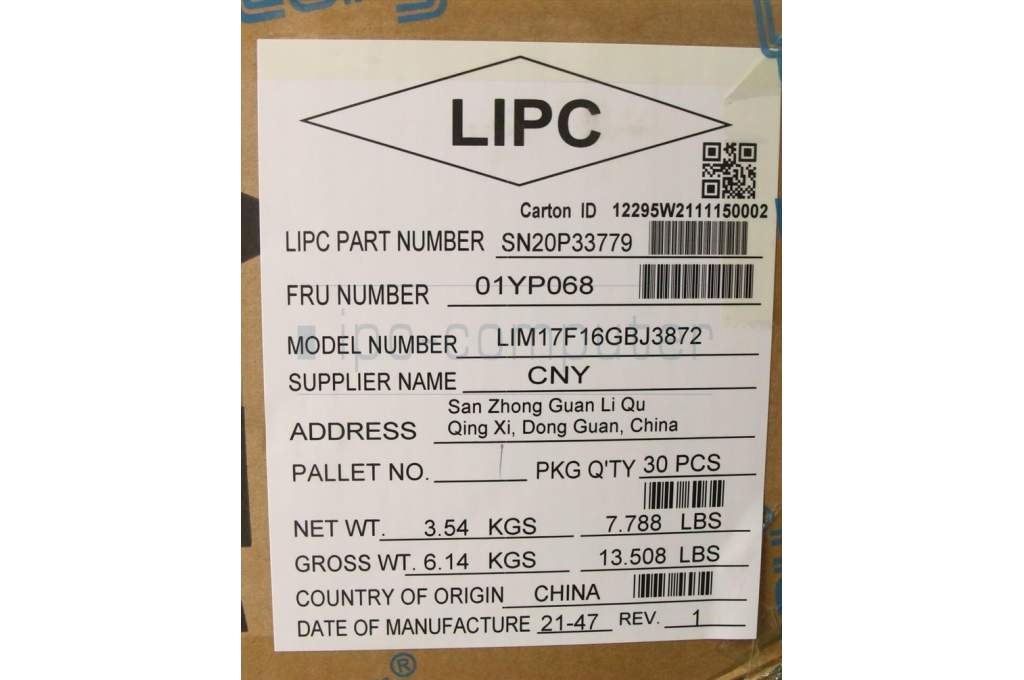 LIPC
Carton ID 12295W2111150002
LIPC PART NUMBER SN20P33779
FRU NUMBER 01YP068
ipc computer
MODEL NUMBER LIM17F16GBJ3872
SUPPLIER NAME CNY
San Zhong Guan Li Qu
ADDRESS Qing Xi, Dong Guan, China
PALLET NO. PKG Q'TY 30 PCS
NET WT. 3.54 KGS 7.788 LBS
GROSS WT. 6.14 KGS 13.508 LBS
COUNTRY OF ORIGIN CHINA
DATE OF MANUFACTURE 21-47 REV. 1
®